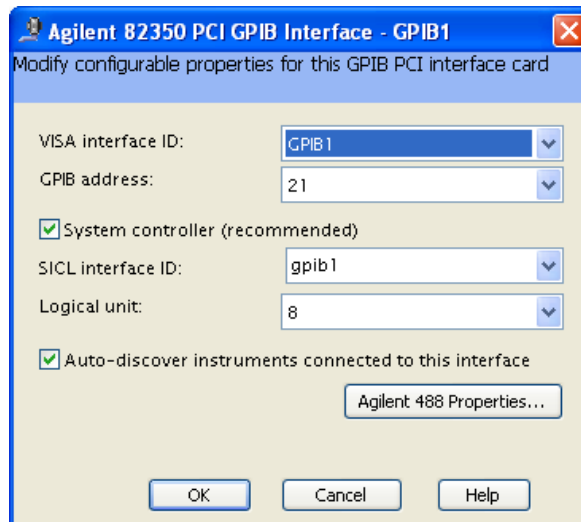 Agilent 82350 PCI GPIB Interface - GPIB1
Modify configurable properties for this GPIB PCI interface card
VISA interface ID: GPIB1
GPIB address: 21
System controller (recommended)
SICL interface ID: gpib1
Logical unit: 8
Auto-discover instruments connected to this interface
Agilent 488 Properties...
OK Cancel Help